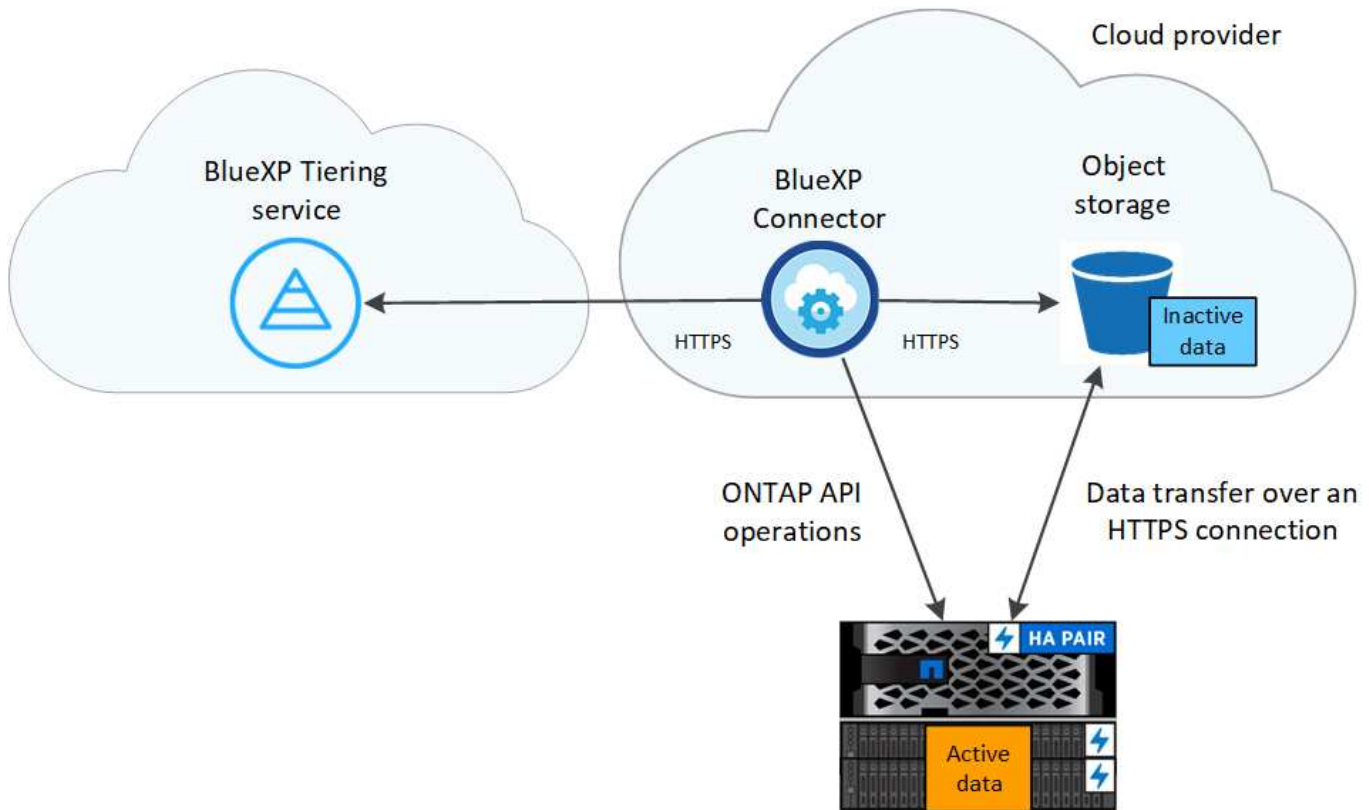 Cloud provider
BlueXP Tiering
service
BlueXP
Connector
Object
storage
Inactive
data
HTTPS
HTTPS
ONTAP API
operations
Data transfer over an
HTTPS connection
HA PAIR
Active
data